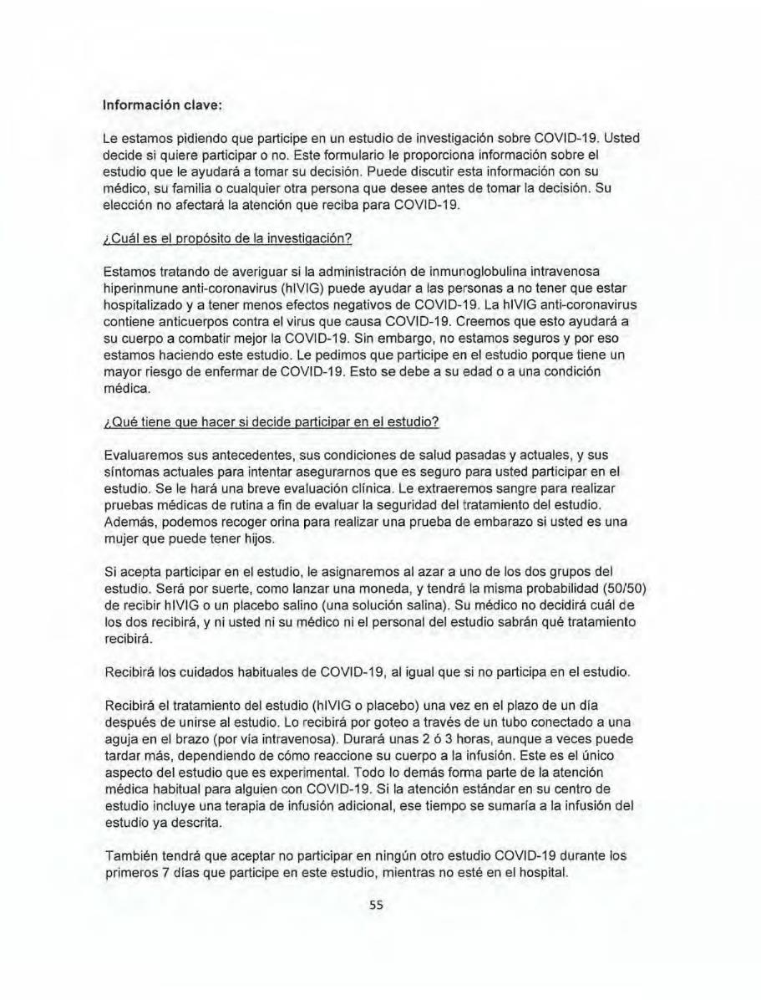 Información clave:
Le estamos pidiendo que participe en un estudio de investigación sobre COVID-19. Usted
decide si quiere participar o no. Este formulario le proporciona información sobre el
estudio que le ayudará a tomar su decisión. Puede discutir esta información con su
médico, su familia o cualquier otra persona que desee antes de tomar la decisión. Su
elección no afectará la atención que reciba para COVID-19.
¿Cuál es el propósito de la investigación?
Estamos tratando de averiguar si la administración de inmunoglobulina intravenosa
hiperinmune anti-coronavirus (hIVIG) puede ayudar a las personas a no tener que estar
hospitalizado y a tener menos efectos negativos de COVID-19. La hIVIG anti-coronavirus
contiene anticuerpos contra el virus que causa COVID-19. Creemos que esto ayudará a
su cuerpo a combatir mejor la COVID-19. Sin embargo, no estamos seguros y por eso
estamos haciendo este estudio. Le pedimos que participe en el estudio porque tiene un
mayor riesgo de enfermar de COVID-19. Esto se debe a su edad o a una condición
médica.
¿Qué tiene que hacer si decide participar en el estudio?
Evaluaremos sus antecedentes, sus condiciones de salud pasadas y actuales, y sus
síntomas actuales para intentar asegurarnos que es seguro para usted participar en el
estudio. Se le hará una breve evaluación clínica. Le extraeremos sangre para realizar
pruebas médicas de rutina a fin de evaluar la seguridad del tratamiento del estudio.
Además, podemos recoger orina para realizar una prueba de embarazo si usted es una
mujer que puede tener hijos.
Si acepta participar en el estudio, le asignaremos al azar a uno de los dos grupos del
estudio. Será por suerte, como lanzar una moneda, y tendrá la misma probabilidad (50/50)
de recibir hIVIG o un placebo salino (una solución salina). Su médico no decidirá cuál de
los dos recibirá, y ni usted ni su médico ni el personal del estudio sabrán qué tratamiento
recibirá.
Recibirá los cuidados habituales de COVID-19, al igual que si no participa en el estudio.
Recibirá el tratamiento del estudio (hIVIG o placebo) una vez en el plazo de un día
después de unirse al estudio. Lo recibirá por goteo a través de un tubo conectado a una
aguja en el brazo (por vía intravenosa). Durará unas 2 ó 3 horas, aunque a veces puede
tardar más, dependiendo de cómo reaccione su cuerpo a la infusión. Este es el único
aspecto del estudio que es experimental. Todo lo demás forma parte de la atención
médica habitual para alguien con COVID-19. Si la atención estándar en su centro de
estudio incluye una terapia de infusión adicional, ese tiempo se sumaría a la infusión del
estudio ya descrita.
También tendrá que aceptar no participar en ningún otro estudio COVID-19 durante los
primeros 7 días que participe en este estudio, mientras no esté en el hospital.
55